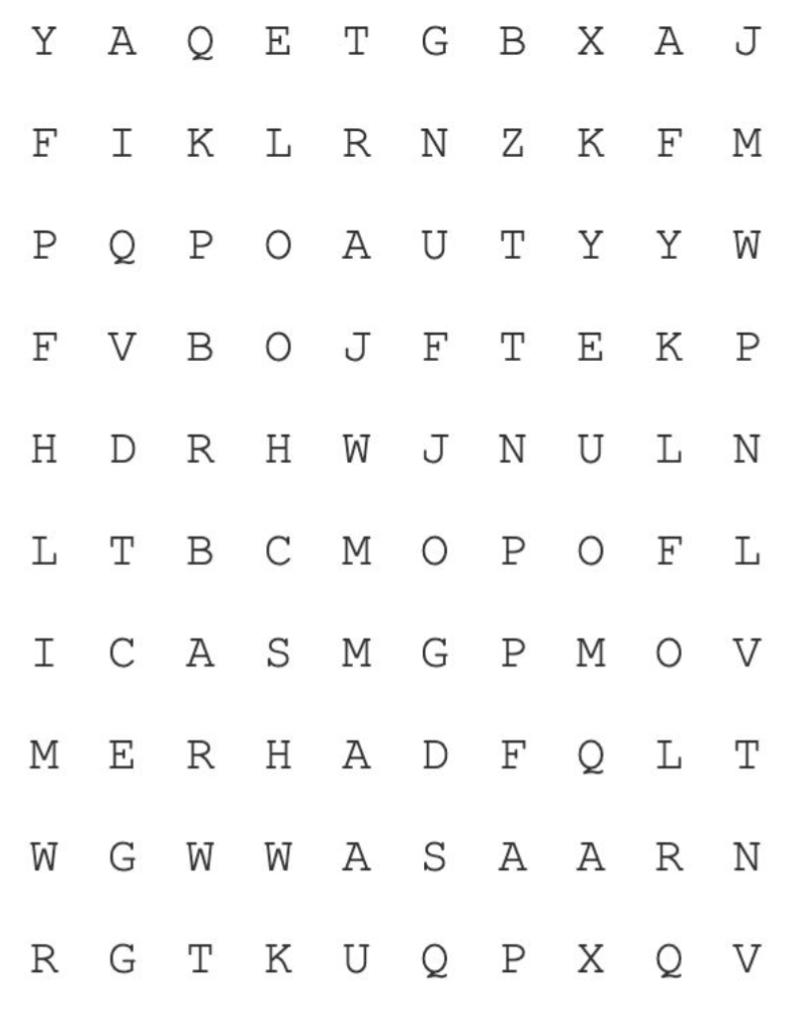 Y A Q E T G B X A J
F I K L R N Z K F M
P Q P O A U T Y Y W
F V B O J F T E K P
H D R H W J N U L N
L T B C M O P O F L
I C A S M G P M O V
M E R H A D F Q L T
W G W W A S A A R N
R G T K U Q P X Q V